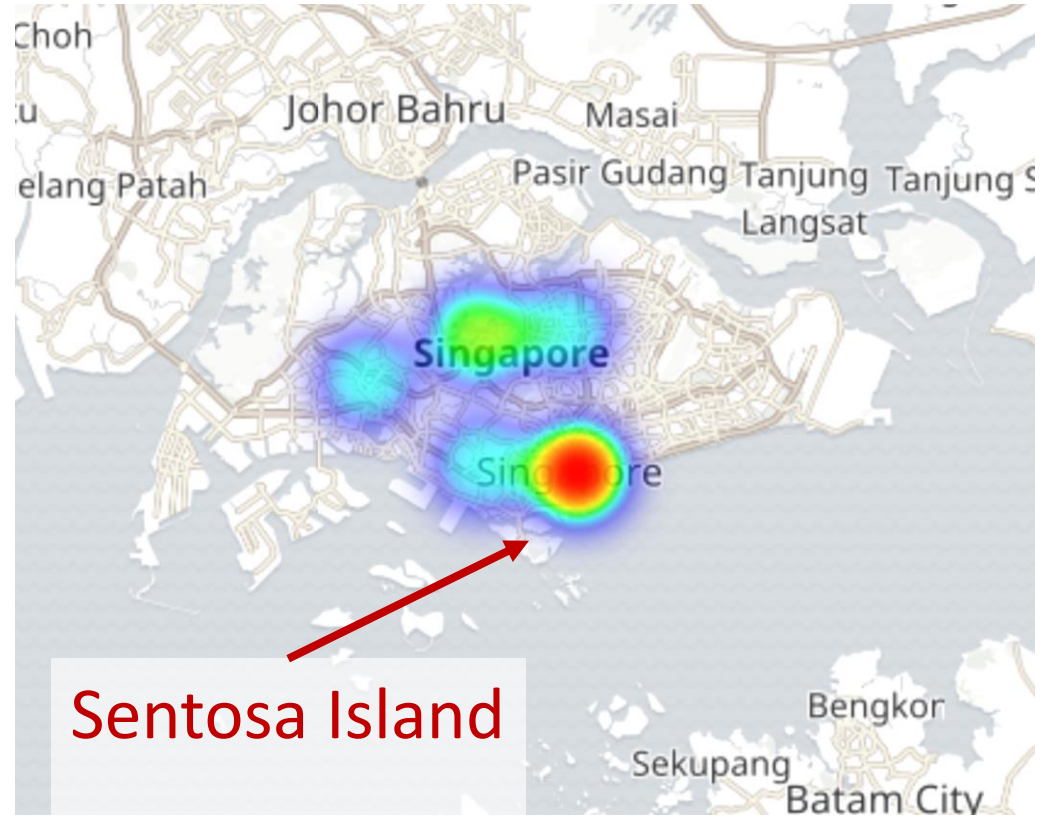 Choh
Johor Bahru
Masai
elang Patah
Pasir Gudang
Tanjung
Langsat
Tanjung S
Singapore
Singapore
Sentosa Island
Bengkor
Sekupang
Batam City